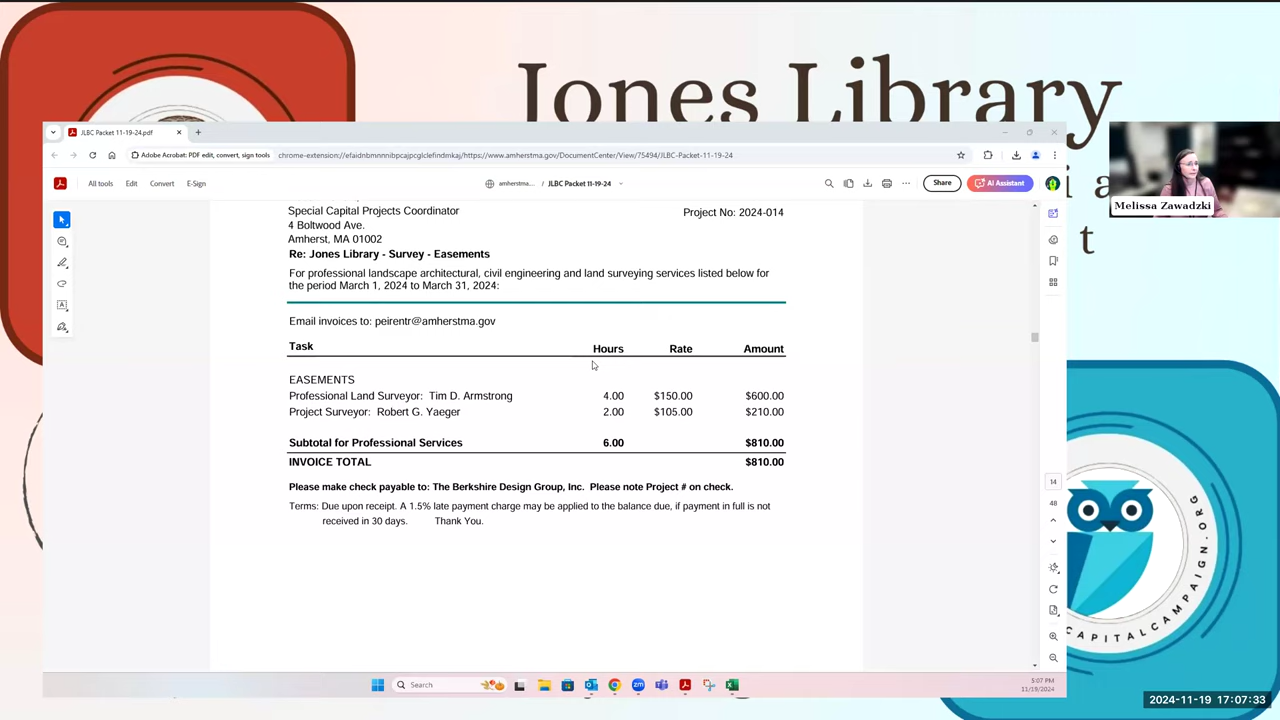 Jones Library
JLBC Packet 11-19-24.pdf
Adobe Acrobat: PDF edit, convert, sign tools
chrome-extension://efaidnbmnnnibpcajpcglclefindmkaj/https://www.amherstma.gov/DocumentCenter/View/75494/JLBC-Packet-11-19-24
All tools Edit Convert E-Sign
amherstma... / JLBC Packet 11-19-24
Share
AI Assistant
Melissa Zawadzki
Special Capital Projects Coordinator
Project No: 2024-014
4 Boltwood Ave.
Amherst, MA 01002
Re: Jones Library - Survey - Easements
For professional landscape architectural, civil engineering and land surveying services listed below for
the period March 1, 2024 to March 31, 2024:
Email invoices to: peirentr@amherstma.gov
Task Hours Rate Amount
EASEMENTS
Professional Land Surveyor: Tim D. Armstrong 4.00 $150.00 $600.00
Project Surveyor: Robert G. Yaeger 2.00 $105.00 $210.00
Subtotal for Professional Services 6.00 $810.00
INVOICE TOTAL $810.00
Please make check payable to: The Berkshire Design Group, Inc. Please note Project # on check.
Terms: Due upon receipt. A 1.5% late payment charge may be applied to the balance due, if payment in full is not
received in 30 days. Thank You.
14
48
CAPITALCAMPAIGN.ORG
Search
5:07 PM
11/19/2024
2024-11-19 17:07:33